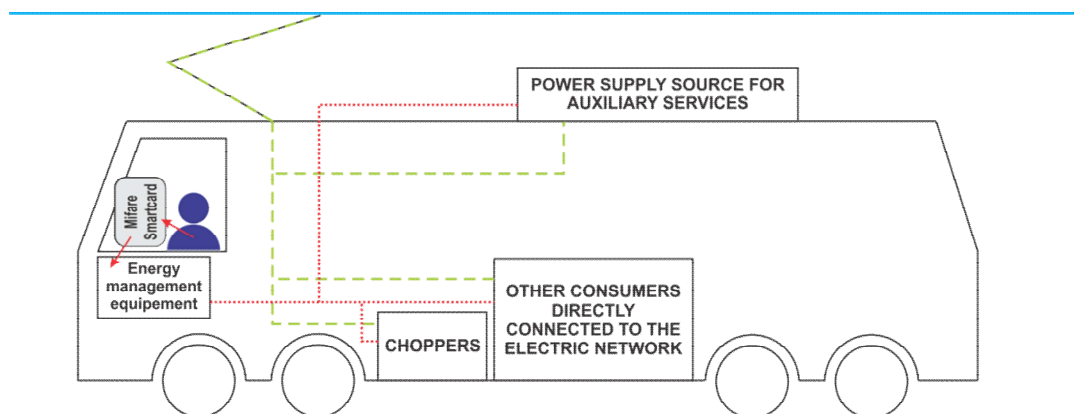 POWER SUPPLY SOURCE FOR
AUXILIARY SERVICES
Mifare
Smartcard
Energy
management
equipement
OTHER CONSUMERS
DIRECTLY
CONNECTED TO THE
ELECTRIC NETWORK
CHOPPERS